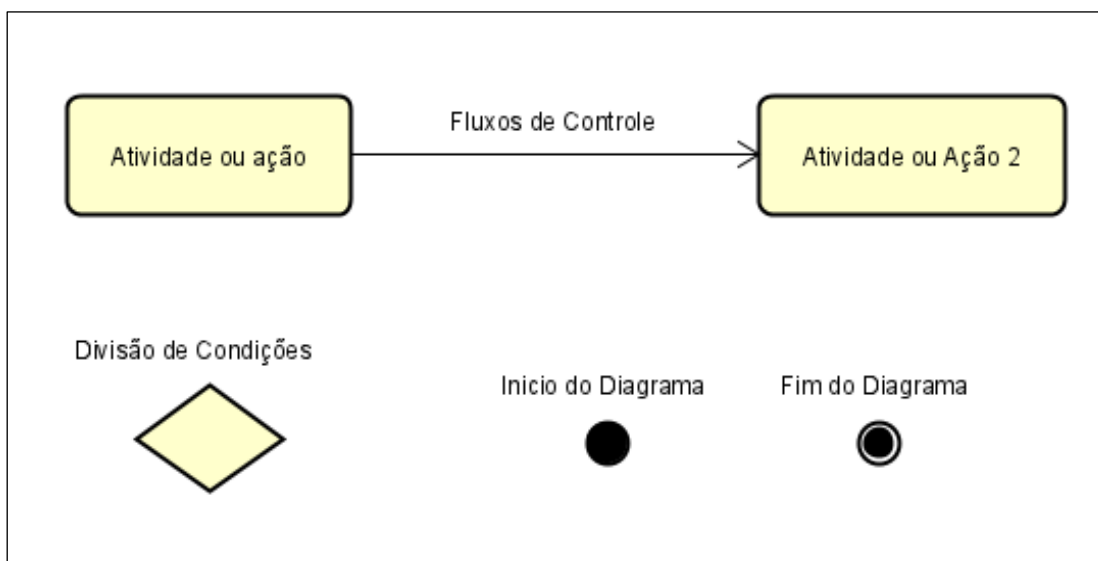 Fluxos de Controle
Atividade ou ação
Atividade ou Ação 2
Divisão de Condições
Inicio do Diagrama
Fim do Diagrama